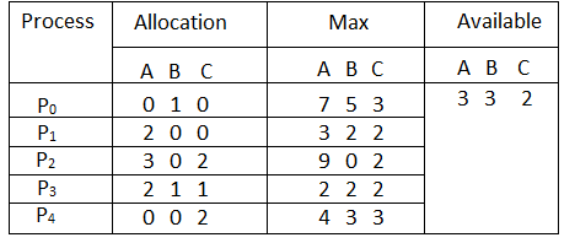 Process Allocation Max Available
A B C A B C A B C
P₀ 0 1 0 7 5 3 3 3 2
P₁ 2 0 0 3 2 2
P₂ 3 0 2 9 0 2
P₃ 2 1 1 2 2 2
P₄ 0 0 2 4 3 3